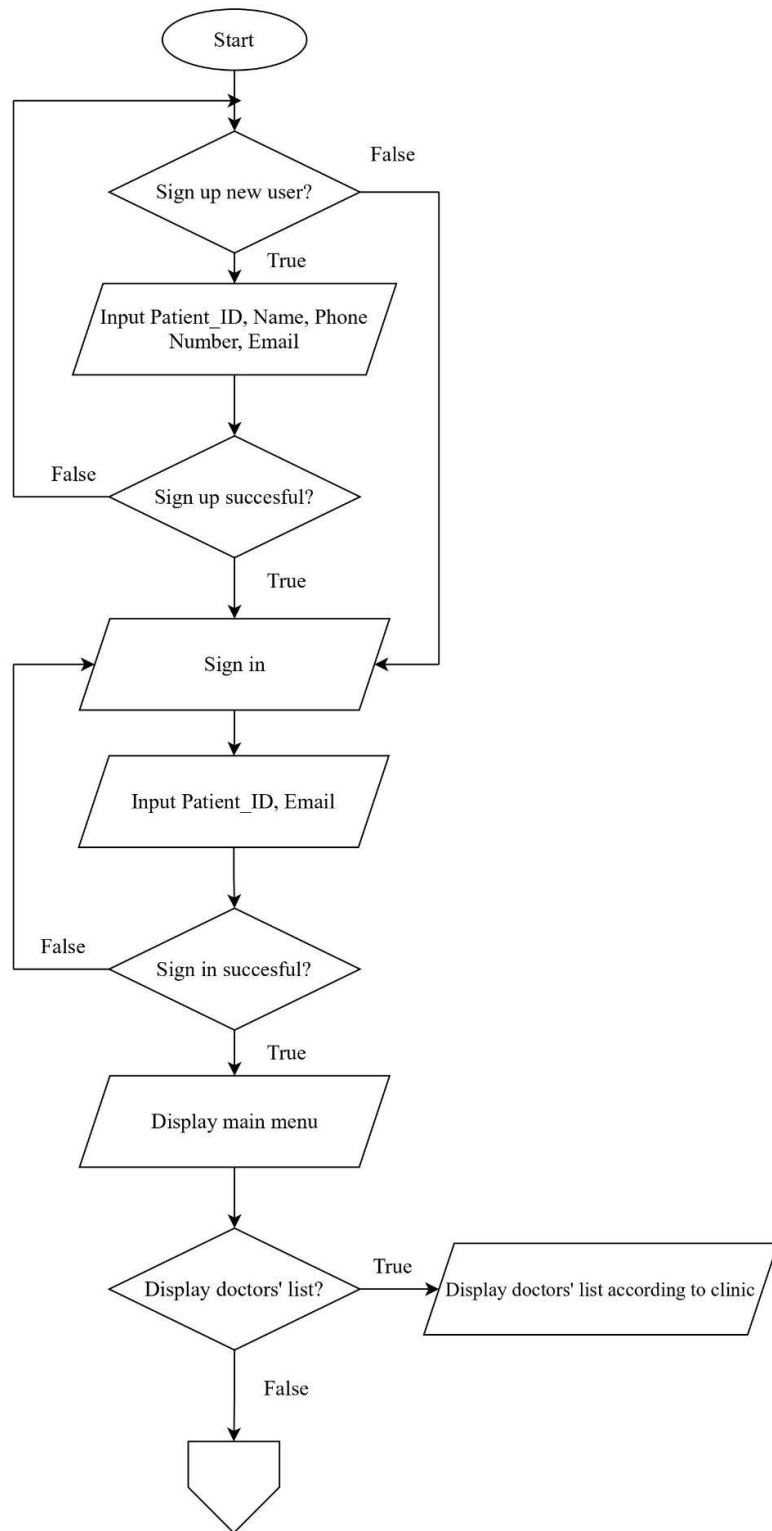 Start
False
Sign up new user?
True
Input Patient_ID, Name, Phone
Number, Email
False
Sign up succesful?
True
Sign in
Input Patient_ID, Email
False
Sign in succesful?
True
Display main menu
True
Display doctors' list?
Display doctors' list according to clinic
False